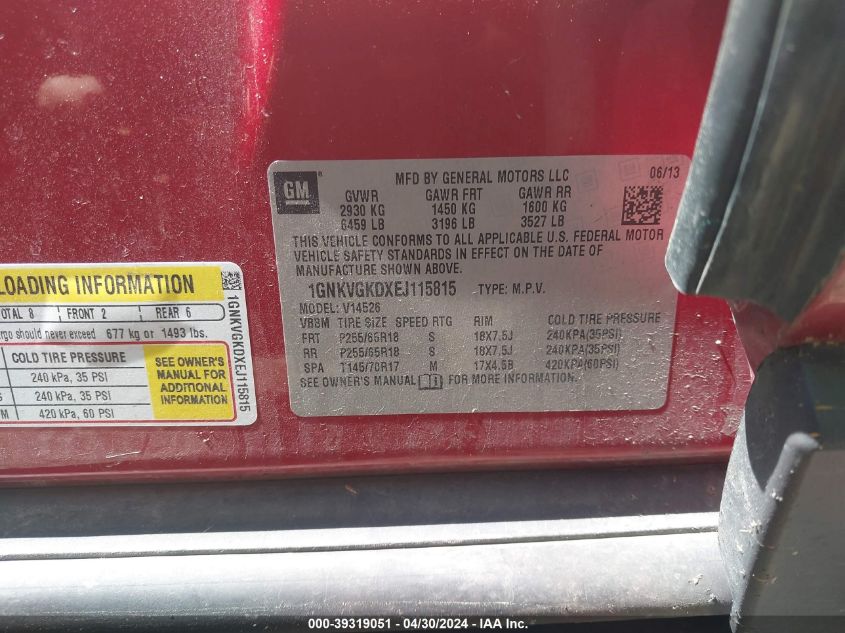 GM
MFD BY GENERAL MOTORS LLC
06/13
GVWR GAWR FRT GAWR RR
2930 KG 1450 KG 1600 KG
6459 LB 3196 LB 3527 LB
THIS VEHICLE CONFORMS TO ALL APPLICABLE U.S. FEDERAL MOTOR
VEHICLE SAFETY STANDARDS IN EFFECT ON THE DATE OF
MANUFACTURE SHOWN ABOVE.
1GNKVGKDXEJ115815 TYPE: M.P.V.
MODEL: V14526
VBSM TIRE SIZE SPEED RTG RIM COLD TIRE PRESSURE
FRT P255/65R18 S 18X7.5J 240KPA(35PSI)
RR P255/65R18 S 18X7.5J 240KPA(35PSI)
SPA T145/70R17 M 17X4.5B 420KPA(60PSI)
SEE OWNER'S MANUAL FOR MORE INFORMATION.
LOADING INFORMATION
TOTAL 8 FRONT 2 REAR 6
should never exceed 677 kg or 1493 lbs.
COLD TIRE PRESSURE
240 kPa, 35 PSI
240 kPa, 35 PSI
M 420 kPa, 60 PSI
SEE OWNER'S
MANUAL FOR
ADDITIONAL
INFORMATION
1GNKVGKDXEJ115815
000-39319051 - 04/30/2024 - IAA Inc.